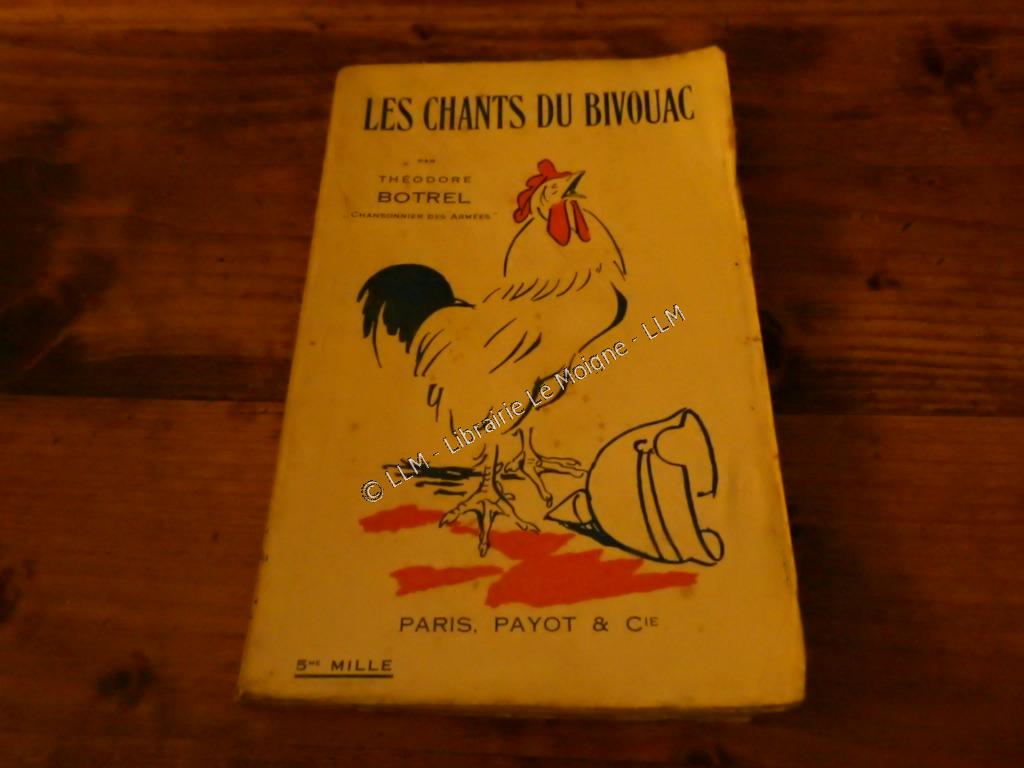 LES CHANTS DU BIVOUAC
PAR
THÉODORE
BOTREL
„CHANSONNIER DES ARMÉES"
© LLM - Librairie Le Moigne - LLM
PARIS, PAYOT & CIE
5ME MILLE